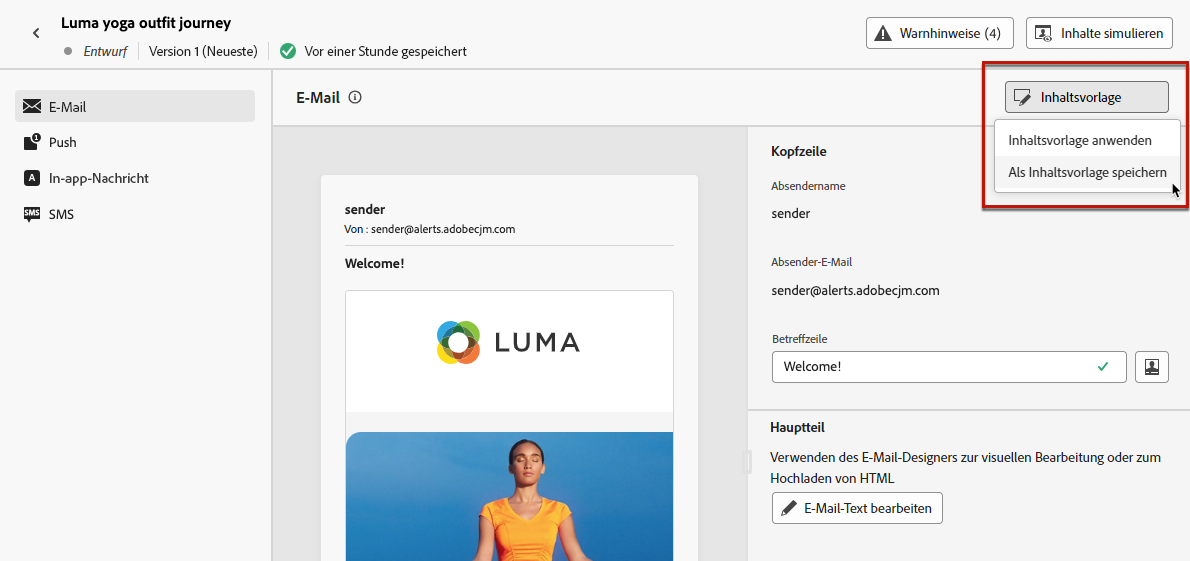 Luma yoga outfit journey
Entwurf
Version 1 (Neueste)
Vor einer Stunde gespeichert
Warnhinweise (4)
Inhalte simulieren
E-Mail
1
Push
A
In-app-Nachricht
SMS
SMS
E-Mail
Inhaltsvorlage
Inhaltsvorlage anwenden
Als Inhaltsvorlage speichern
sender
Von : sender@alerts.adobecjm.com
Welcome!
LUMA
Kopfzeile
Absendername
sender
Absender-E-Mail
sender@alerts.adobecjm.com
Betreffzeile
Welcome!
Hauptteil
Verwenden des E-Mail-Designers zur visuellen Bearbeitung oder zum
Hochladen von HTML
E-Mail-Text bearbeiten